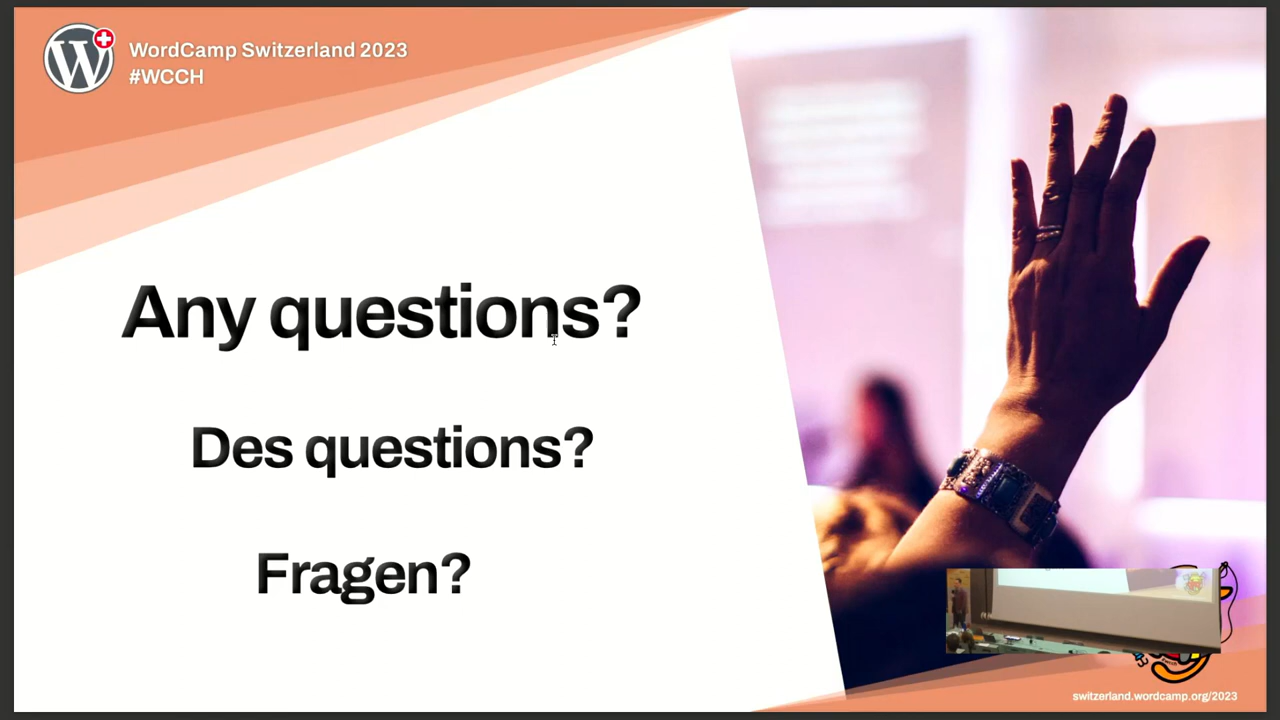 WordCamp Switzerland 2023
#WCCH
Any questions?
Des questions?
Fragen?
switzerland.wordcamp.org/2023